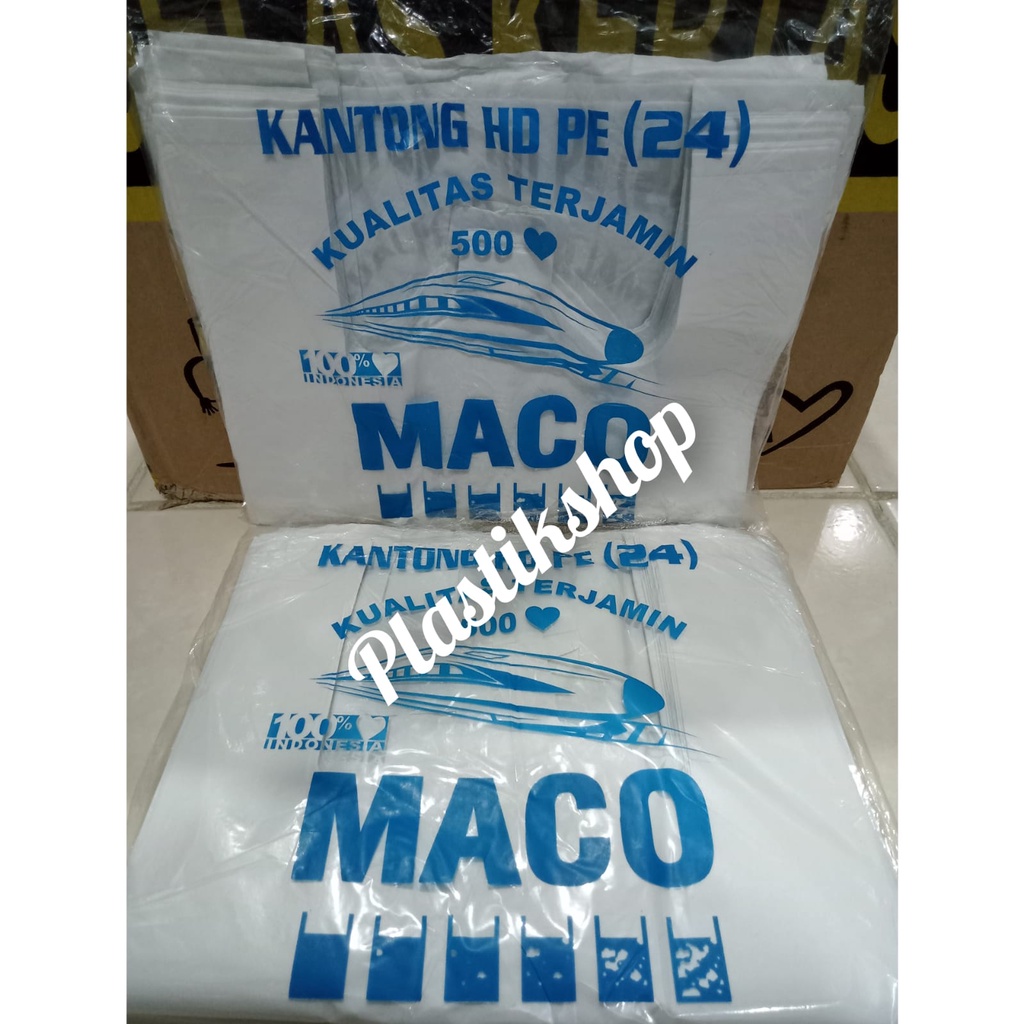 KANTONG HD PE (24)
KUALITAS TERJAMIN
500
100%
INDONESIA
MACO
Plastikshop
KANTONG HD PE (24)
KUALITAS TERJAMIN
500
100%
INDONESIA
MACO